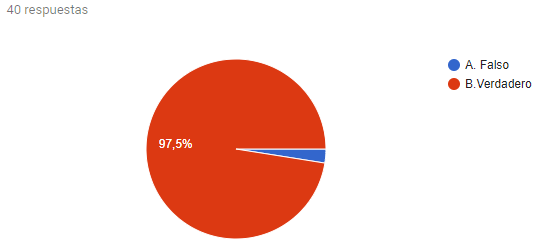 40 respuestas
A. Falso
B.Verdadero
97,5%